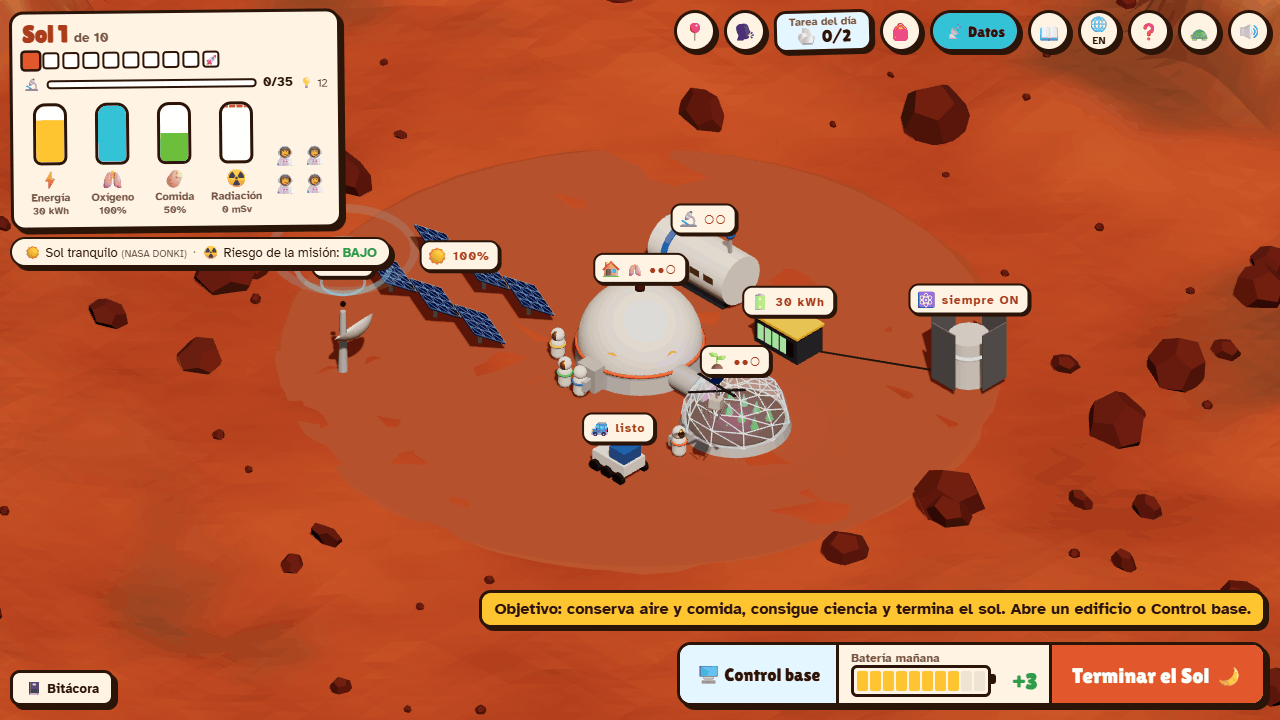 Sol 1 de 10
0/35 12
Energía
30 kWh
Oxígeno
100%
Comida
50%
Radiación
0 mSv
Sol tranquilo (NASA DONKI) · Riesgo de la misión: BAJO
Tarea del día
0/2
Datos
EN
100%
30 kWh
siempre ON
listo
Objetivo: conserva aire y comida, consigue ciencia y termina el sol. Abre un edificio o Control base.
Bitácora
Control base
Batería mañana
+3
Terminar el Sol